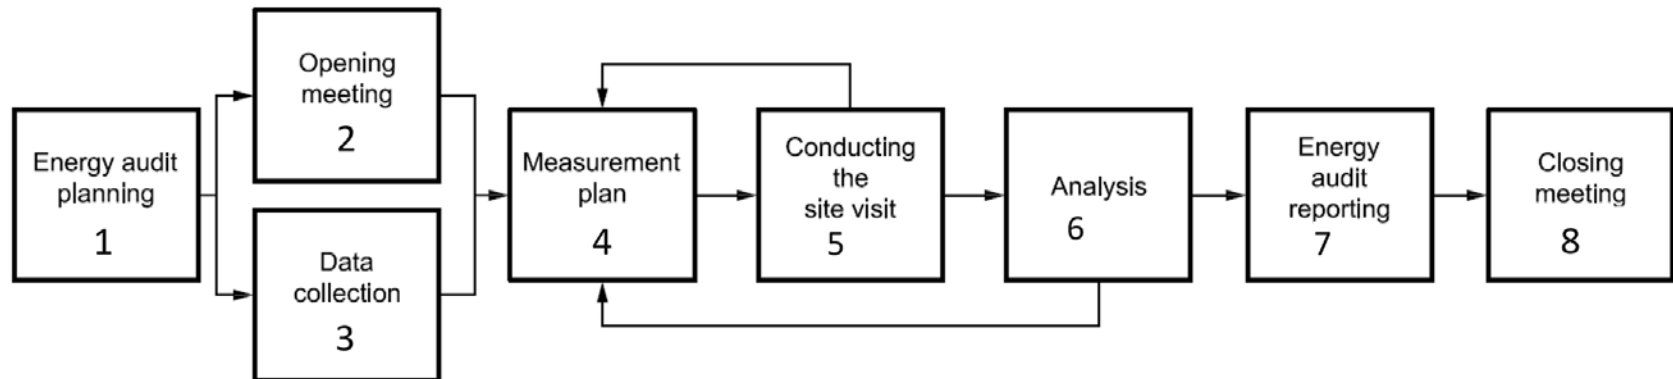 Energy audit
planning
1
Opening
meeting
2
Data
collection
3
Measurement
plan
4
Conducting
the
site visit
5
Analysis
6
Energy
audit
reporting
7
Closing
meeting
8